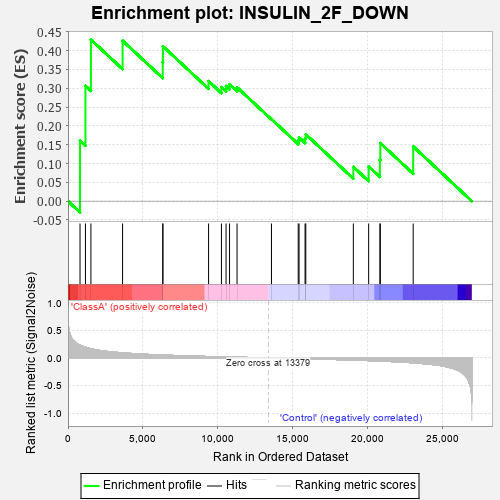 Enrichment plot: INSULIN_2F_DOWN
Enrichment score (ES)
0.45
0.40
0.35
0.30
0.25
0.20
0.15
0.10
0.05
0.00
-0.05
'ClassA' (positively correlated)
Ranked list metric (Signal2Noise)
1.0
0.5
0.0
-0.5
-1.0
Zero cross at 13379
'Control' (negatively correlated)
0 5,000 10,000 15,000 20,000 25,000
Rank in Ordered Dataset
Enrichment profile Hits Ranking metric scores